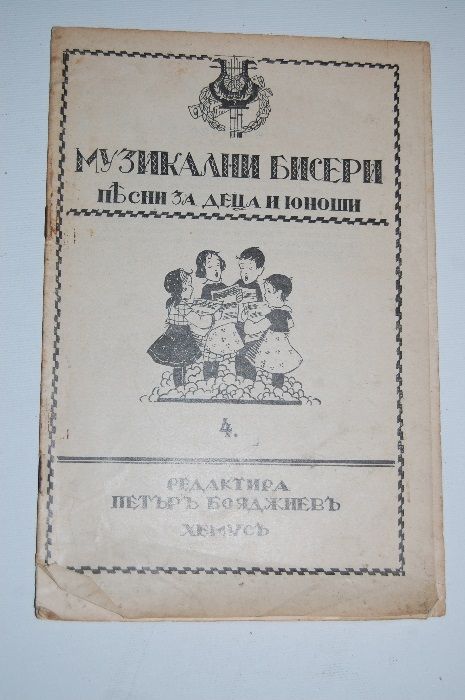 МУЗИКАЛНИ БИСЕРИ
ПѢСНИ ЗА ДЕЦА И ЮНОШИ
4.
РЕДАКТИРА
ПЕТЪРЪ БОЯДЖИЕВЪ
ХЕМУСЪ